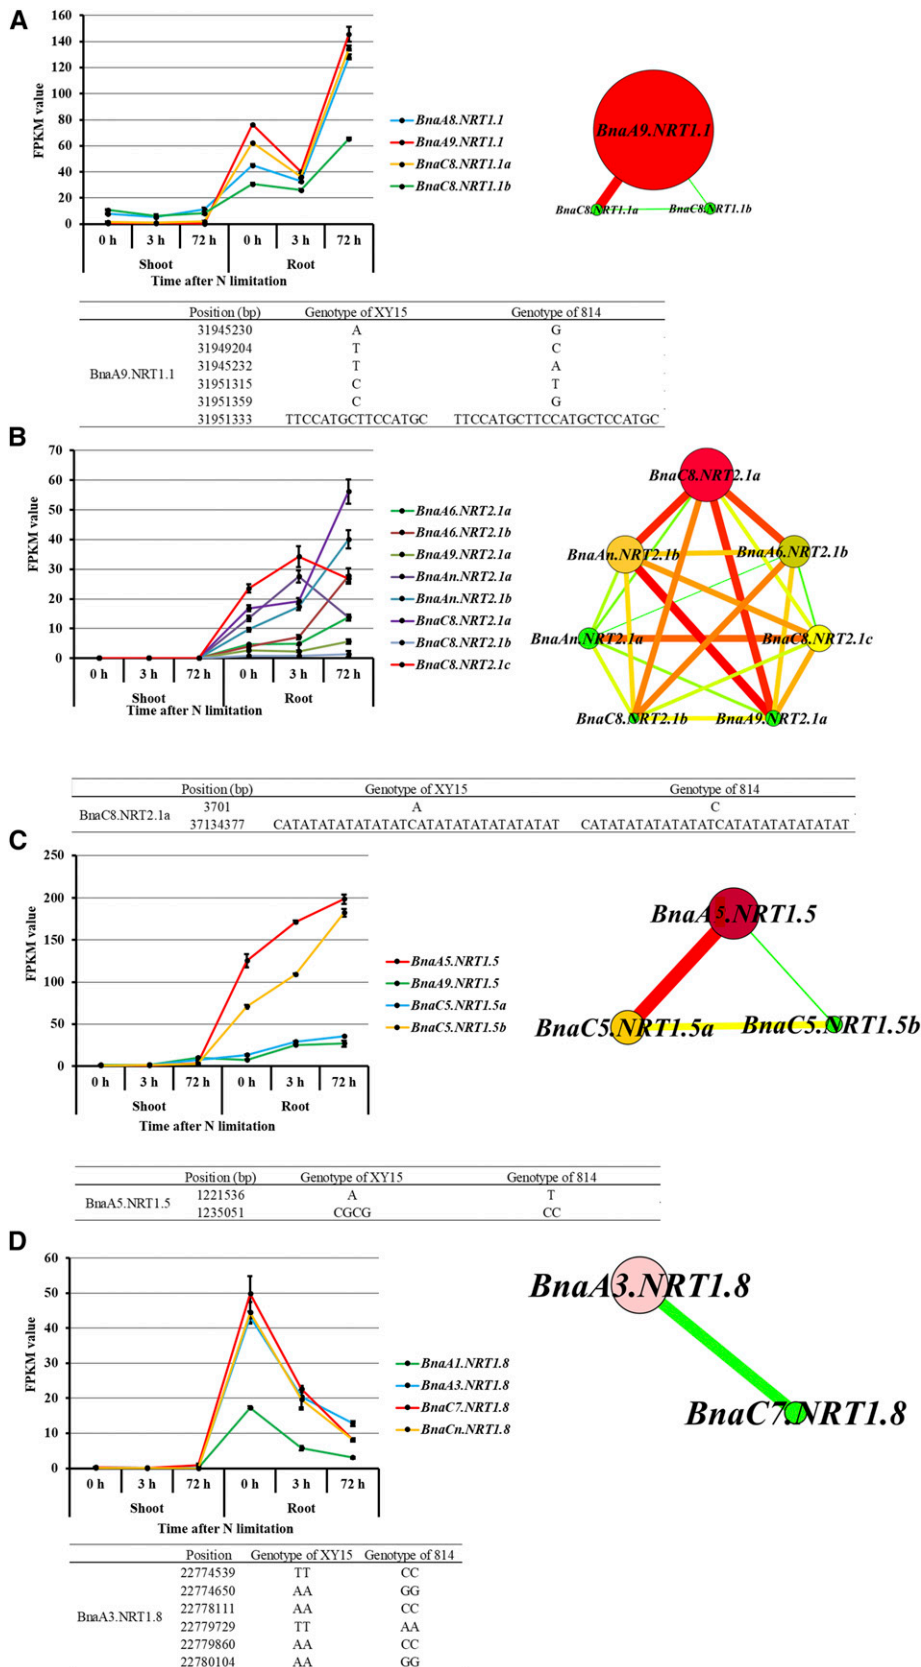 A
160
140
120
100
80
60
40
20
0
FPKM value
0 h 3 h 72 h 0 h 3 h 72 h
Shoot Root
Time after N limitation
BnaA8.NRT1.1
BnaA9.NRT1.1
BnaC8.NRT1.1a
BnaC8.NRT1.1b
BnaA9.NRT1.1
BnaC8.NRT1.1a BnaC8.NRT1.1b
Position (bp) Genotype of XY15 Genotype of 814
BnaA9.NRT1.1
31945230 A G
31949204 T C
31945232 T A
31951315 C T
31951359 C G
31951333 TTCCATGCTTCCATGC TTCCATGCTTCCATGCTCCATGC
B
70
60
50
40
30
20
10
0
FPKM value
0 h 3 h 72 h 0 h 3 h 72 h
Shoot Root
Time after N limitation
BnaA6.NRT2.1a
BnaA6.NRT2.1b
BnaA9.NRT2.1a
BnaAn.NRT2.1a
BnaAn.NRT2.1b
BnaC8.NRT2.1a
BnaC8.NRT2.1b
BnaC8.NRT2.1c
BnaC8.NRT2.1a
BnaAn.NRT2.1b BnaA6.NRT2.1b
BnaAn.NRT2.1a BnaC8.NRT2.1c
BnaC8.NRT2.1b BnaA9.NRT2.1a
Position (bp) Genotype of XY15 Genotype of 814
BnaC8.NRT2.1a
3701 A C
37134377 CATATATATATATATCATATATATATATATAT CATATATATATATATCATATATATATATAT
C
250
200
150
100
50
0
FPKM value
0 h 3 h 72 h 0 h 3 h 72 h
Shoot Root
Time after N limitation
BnaA5.NRT1.5
BnaA9.NRT1.5
BnaC5.NRT1.5a
BnaC5.NRT1.5b
BnaA5.NRT1.5
BnaC5.NRT1.5a BnaC5.NRT1.5b
Position (bp) Genotype of XY15 Genotype of 814
BnaA5.NRT1.5
1221536 A T
1235051 CGCG CC
D
60
50
40
30
20
10
0
FPKM value
0 h 3 h 72 h 0 h 3 h 72 h
Shoot Root
Time after N limitation
BnaA1.NRT1.8
BnaA3.NRT1.8
BnaC7.NRT1.8
BnaCn.NRT1.8
BnaA3.NRT1.8
BnaC7.NRT1.8
Position Genotype of XY15 Genotype of 814
BnaA3.NRT1.8
22774539 TT CC
22774650 AA GG
22778111 AA CC
22779729 TT AA
22779860 AA CC
22780104 AA GG